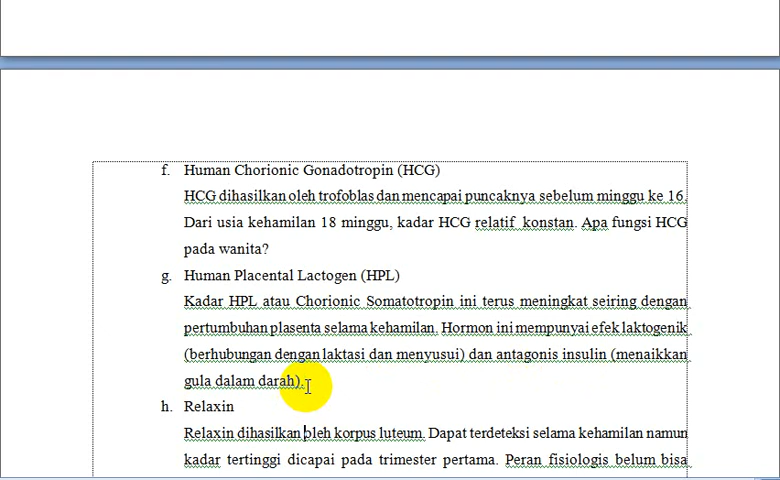 f. Human Chorionic Gonadotropin (HCG)
HCG dihasilkan oleh trofoblas dan mencapai puncaknya sebelum minggu ke 16.
Dari usia kehamilan 18 minggu, kadar HCG relatif konstan. Apa fungsi HCG
pada wanita?
g. Human Placental Lactogen (HPL)
Kadar HPL atau Chorionic Somatotropin ini terus meningkat seiring dengan
pertumbuhan plasenta selama kehamilan. Hormon ini mempunyai efek laktogenik
(berhubungan dengan laktasi dan menyusui) dan antagonis insulin (menaikkan
gula dalam darah).
h. Relaxin
Relaxin dihasilkan oleh korpus luteum. Dapat terdeteksi selama kehamilan namun
kadar tertinggi dicapai pada trimester pertama. Peran fisiologis belum bisa